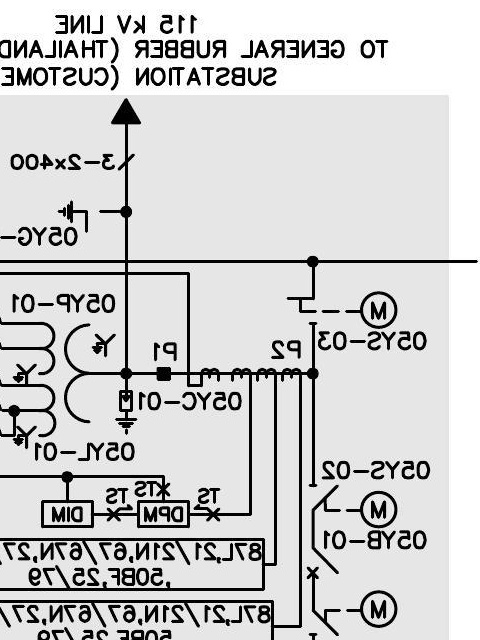 115 kV LINE
TO GENERAL RUBBER (THAILAND
SUBSTATION (CUSTOME
3-2x400
05YG-
05YP-01
M
P1
P2
05YS-03
05YC-01
05YL-01
05YS-02
TS
TS
TS
DIM
DPM
M
05YB-01
87L,21/21N,67/67N,27,
50BF,25/79
M
87L,21/21N,67/67N,27/
50BF,25/79